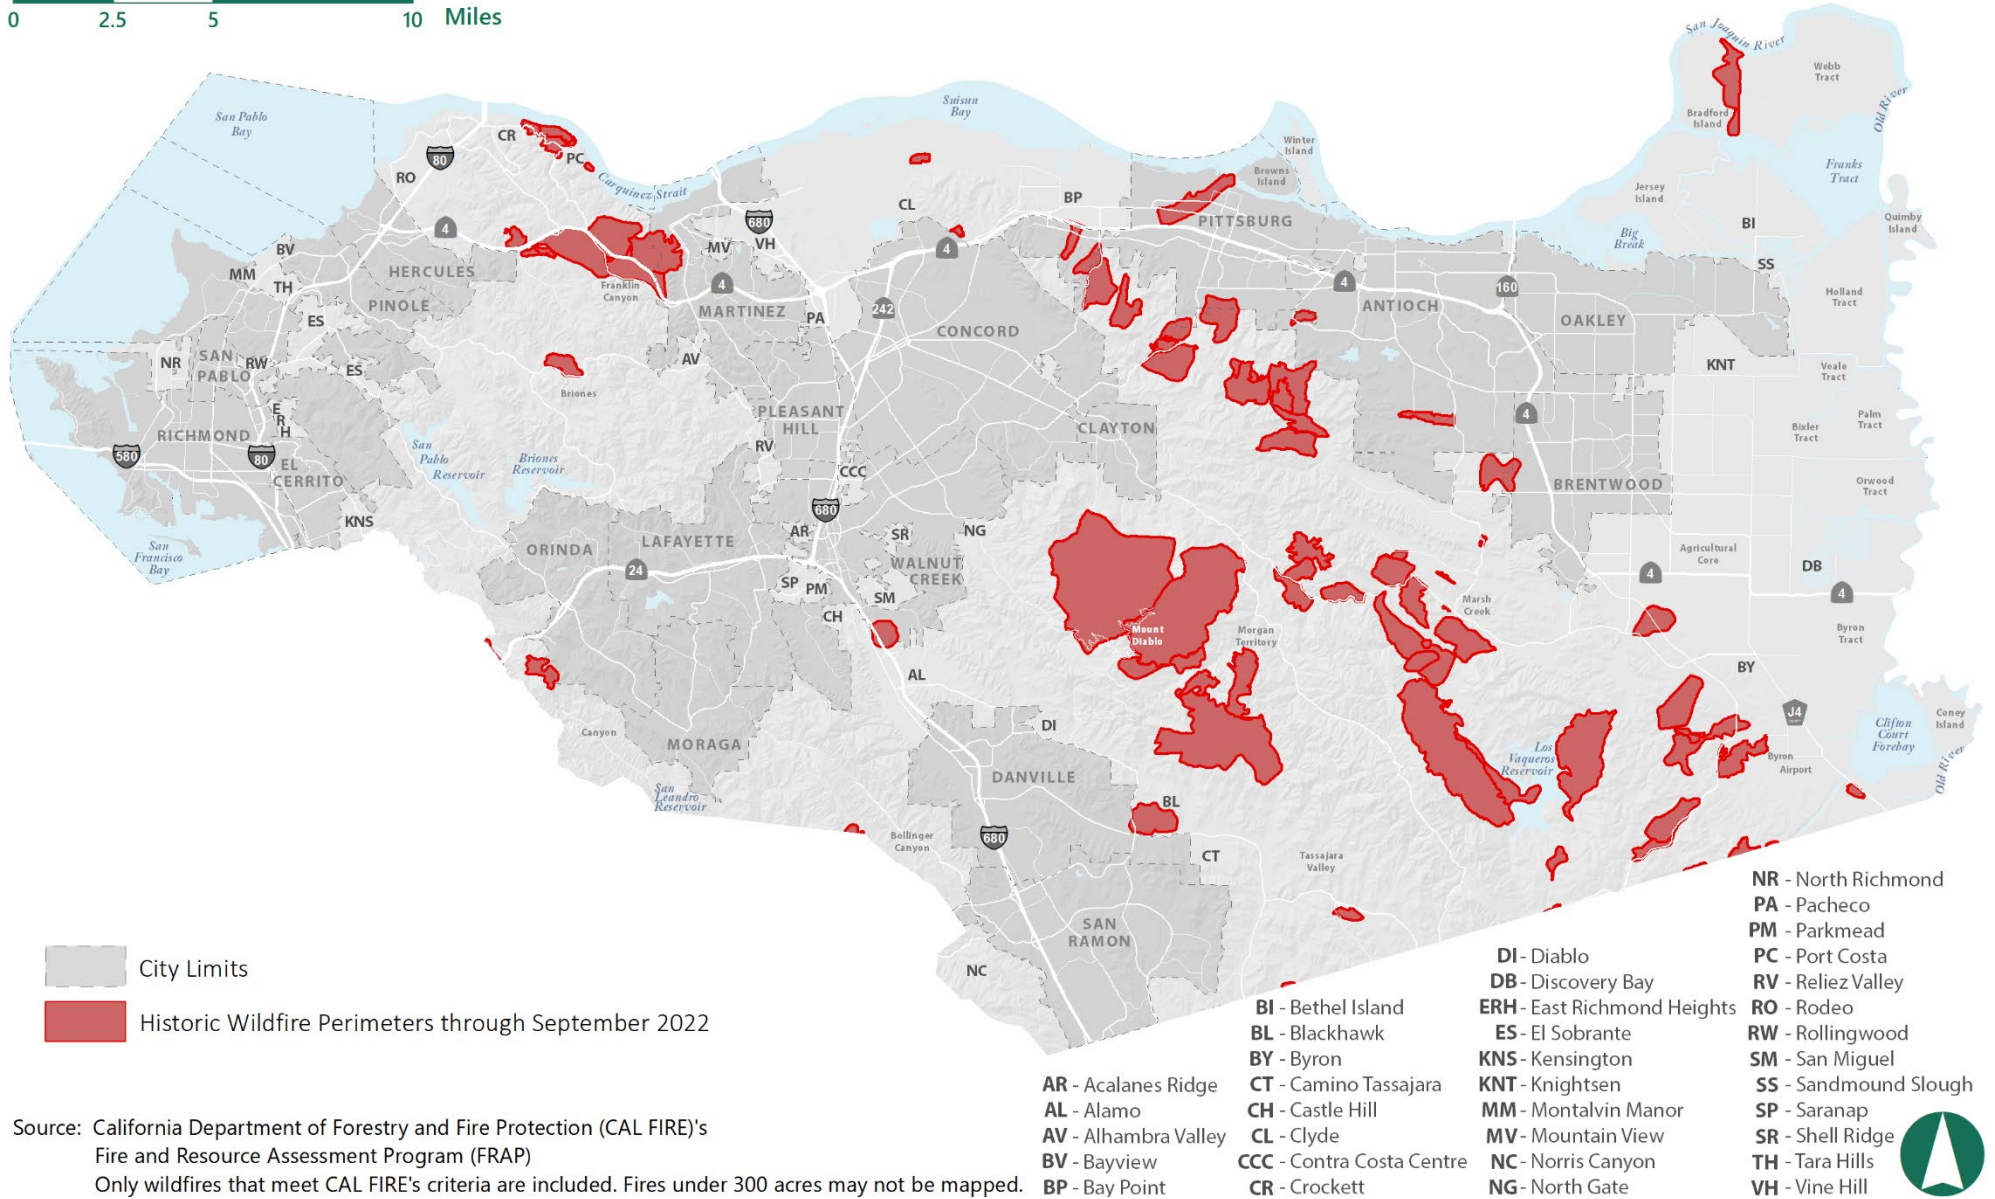 0 2.5 5 10 Miles
San Joaquin River
Webb
Tract
Old River
Bradford
Island
San Pablo
Bay
Suisun
Bay
CR
PC
80
RO
Carquinez Strait
Winter
Island
Browns
Island
Franks
Tract
Jersey
Island
BI
Quimby
Island
CL
BP
PITTSBURG
4
680
MV
VH
4
Big
Break
BV
MM
TH
HERCULES
PINOLE
ES
Franklin
Canyon
4
MARTINEZ
PA
242
CONCORD
4
ANTIOCH
160
OAKLEY
SS
Holland
Tract
NR
SAN
PABLO
RW
ES
AV
Briones
KNT
Veale
Tract
PLEASANT
HILL
CLAYTON
4
Palm
Tract
Bixler
Tract
RICHMOND
E
R
H
580
80
EL
CERRITO
San
Pablo
Reservoir
Briones
Reservoir
RV
CCC
BRENTWOOD
Orwood
Tract
KNS
680
San
Francisco
Bay
ORINDA
LAFAYETTE
24
AR
SR
NG
WALNUT
CREEK
SP
PM
SM
CH
Agricultural
Core
DB
4
4
Marsh
Creek
Byron
Tract
Mount
Diablo
Morgan
Territory
AL
BY
Canyon
MORAGA
DI
J4
Clifton
Court
Forebay
Coney
Island
Old River
San
Leandro
Reservoir
DANVILLE
Los
Vaqueros
Reservoir
Byron
Airport
BL
680
Bollinger
Canyon
CT
Tassajara
Valley
SAN
RAMON
NC
City Limits
Historic Wildfire Perimeters through September 2022
Source: California Department of Forestry and Fire Protection (CAL FIRE)'s
Fire and Resource Assessment Program (FRAP)
Only wildfires that meet CAL FIRE's criteria are included. Fires under 300 acres may not be mapped.
AR - Acalanes Ridge
AL - Alamo
AV - Alhambra Valley
BV - Bayview
BP - Bay Point
BI - Bethel Island
BL - Blackhawk
BY - Byron
CT - Camino Tassajara
CH - Castle Hill
CL - Clyde
CCC - Contra Costa Centre
CR - Crockett
DI - Diablo
DB - Discovery Bay
ERH - East Richmond Heights
ES - El Sobrante
KNS - Kensington
KNT - Knightsen
MM - Montalvin Manor
MV - Mountain View
NC - Norris Canyon
NG - North Gate
NR - North Richmond
PA - Pacheco
PM - Parkmead
PC - Port Costa
RV - Reliez Valley
RO - Rodeo
RW - Rollingwood
SM - San Miguel
SS - Sandmound Slough
SP - Saranap
SR - Shell Ridge
TH - Tara Hills
VH - Vine Hill